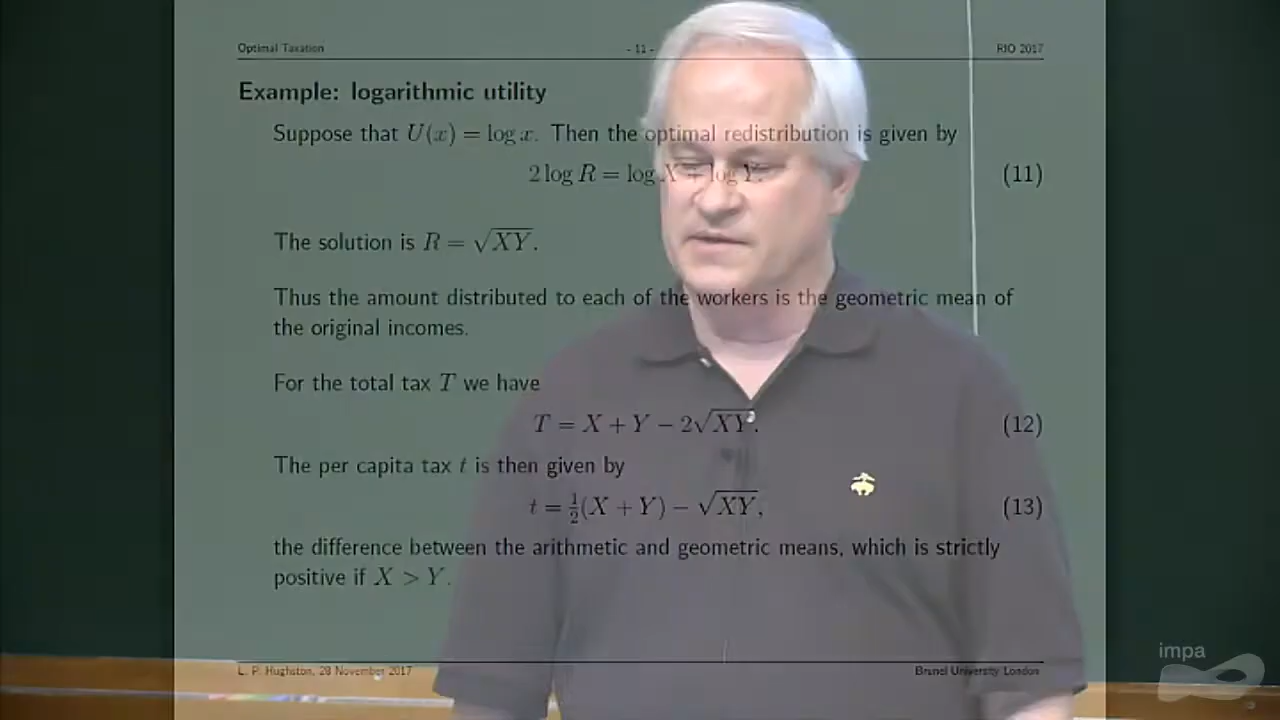 Optimal Taxation - 11 - RIO 2017
Example: logarithmic utility
Suppose that U(x) = log x. Then the optimal redistribution is given by
2 log R = log X + log Y. (11)
The solution is R = √XY.
Thus the amount distributed to each of the workers is the geometric mean of
the original incomes.
For the total tax T we have
T = X + Y − 2√XY. (12)
The per capita tax t is then given by
t = ½(X + Y) − √XY, (13)
the difference between the arithmetic and geometric means, which is strictly
positive if X > Y.
L. P. Hughston, 28 November 2017 Brunel University London
impa